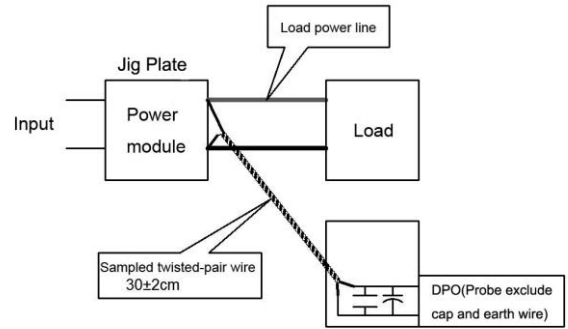 Load power line
Jig Plate
Input
Power
module
Load
Sampled twisted-pair wire
30±2cm
DPO(Probe exclude
cap and earth wire)